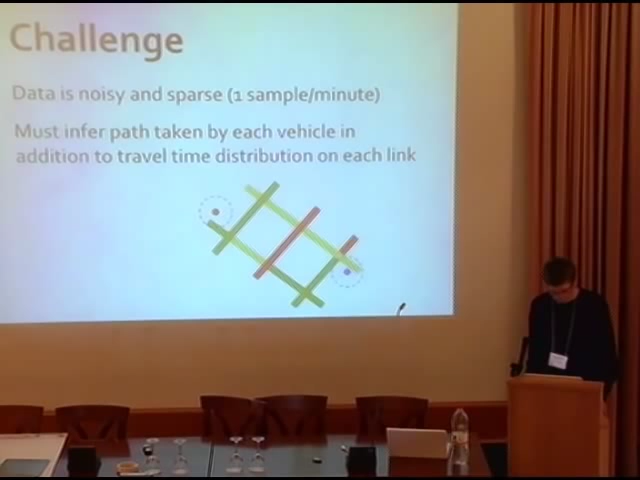 Challenge
Data is noisy and sparse (1 sample/minute)
Must infer path taken by each vehicle in
addition to travel time distribution on each link